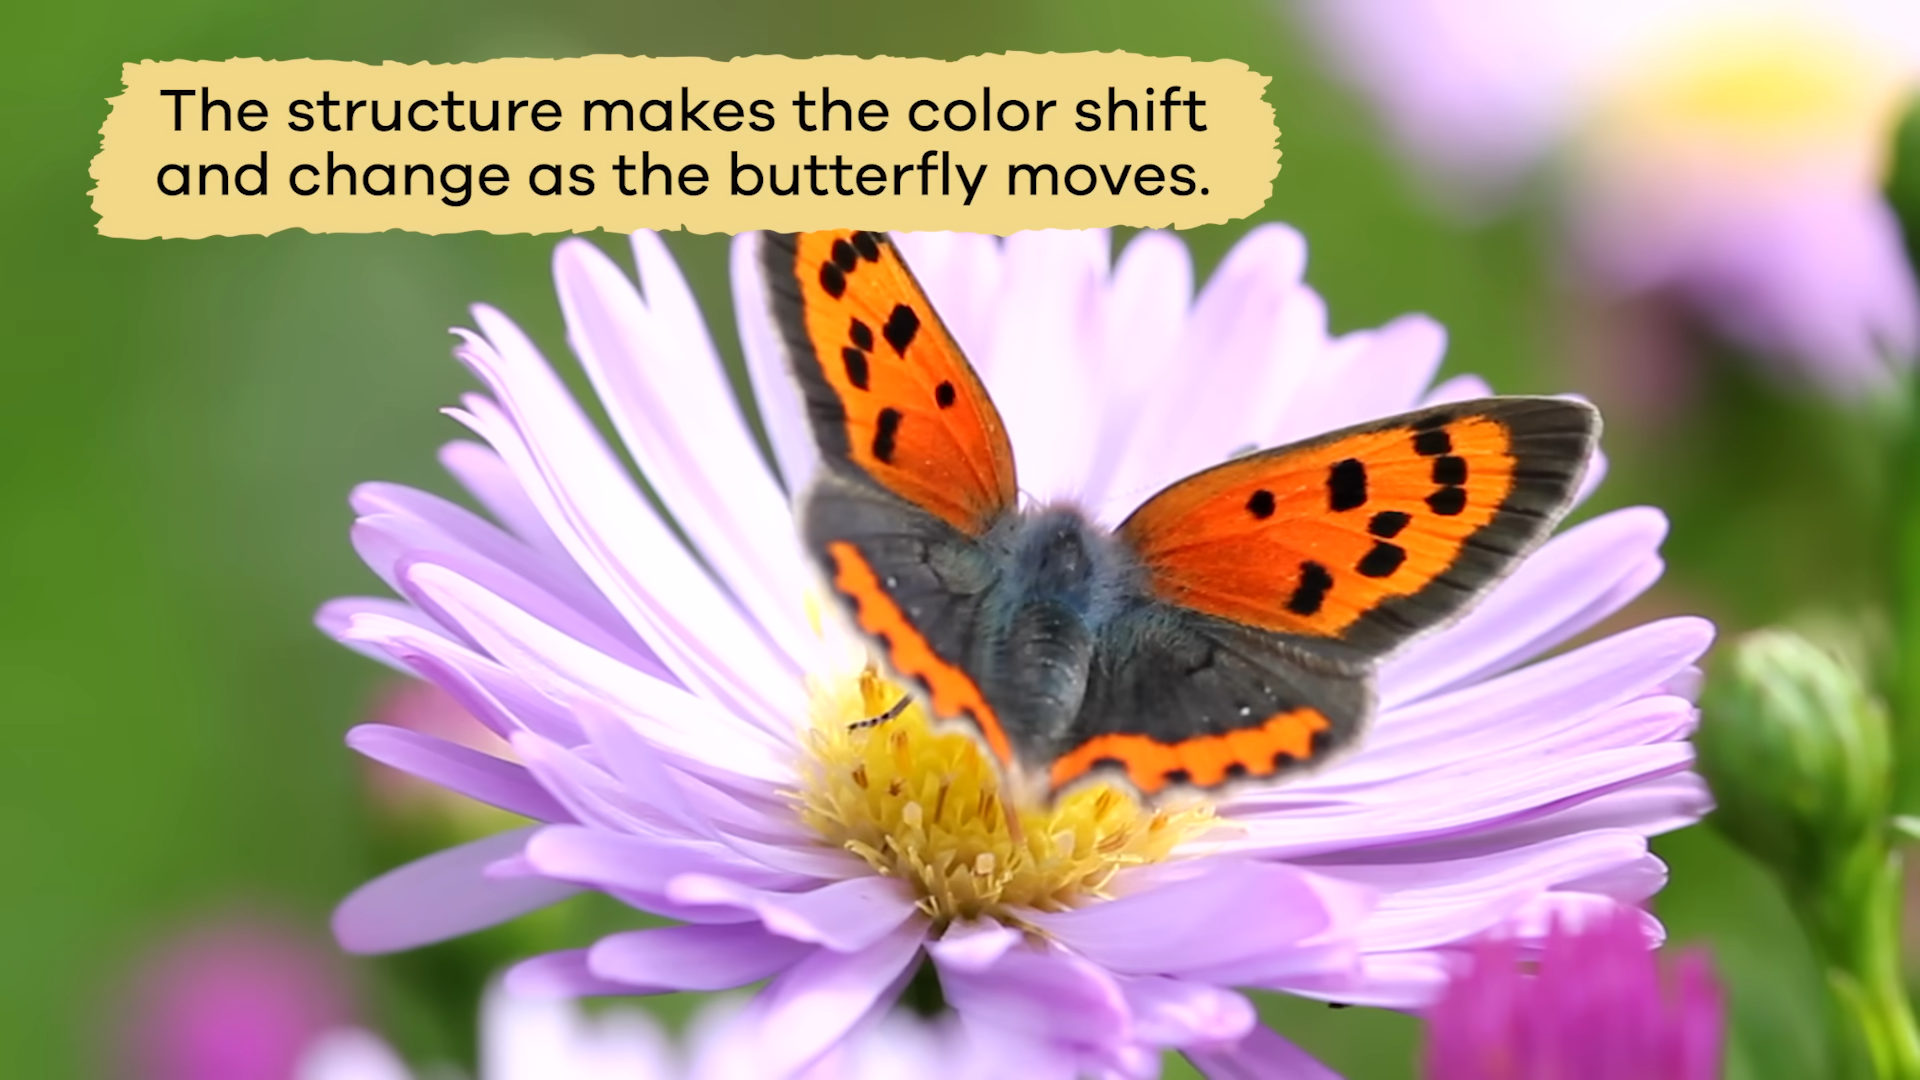 The structure makes the color shift
and change as the butterfly moves.